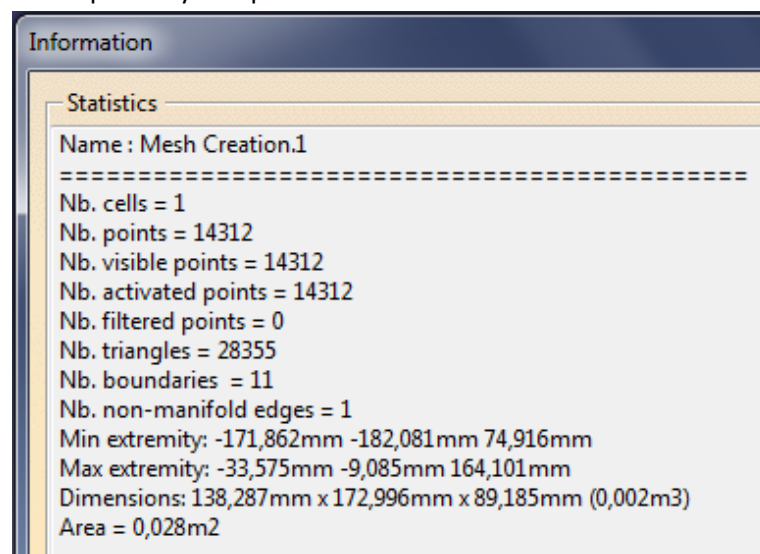 Information
Statistics
Name : Mesh Creation.1
============================================
Nb. cells = 1
Nb. points = 14312
Nb. visible points = 14312
Nb. activated points = 14312
Nb. filtered points = 0
Nb. triangles = 28355
Nb. boundaries  = 11
Nb. non-manifold edges = 1
Min extremity: -171,862mm -182,081mm 74,916mm
Max extremity: -33,575mm -9,085mm 164,101mm
Dimensions: 138,287mm x 172,996mm x 89,185mm (0,002m3)
Area = 0,028m2